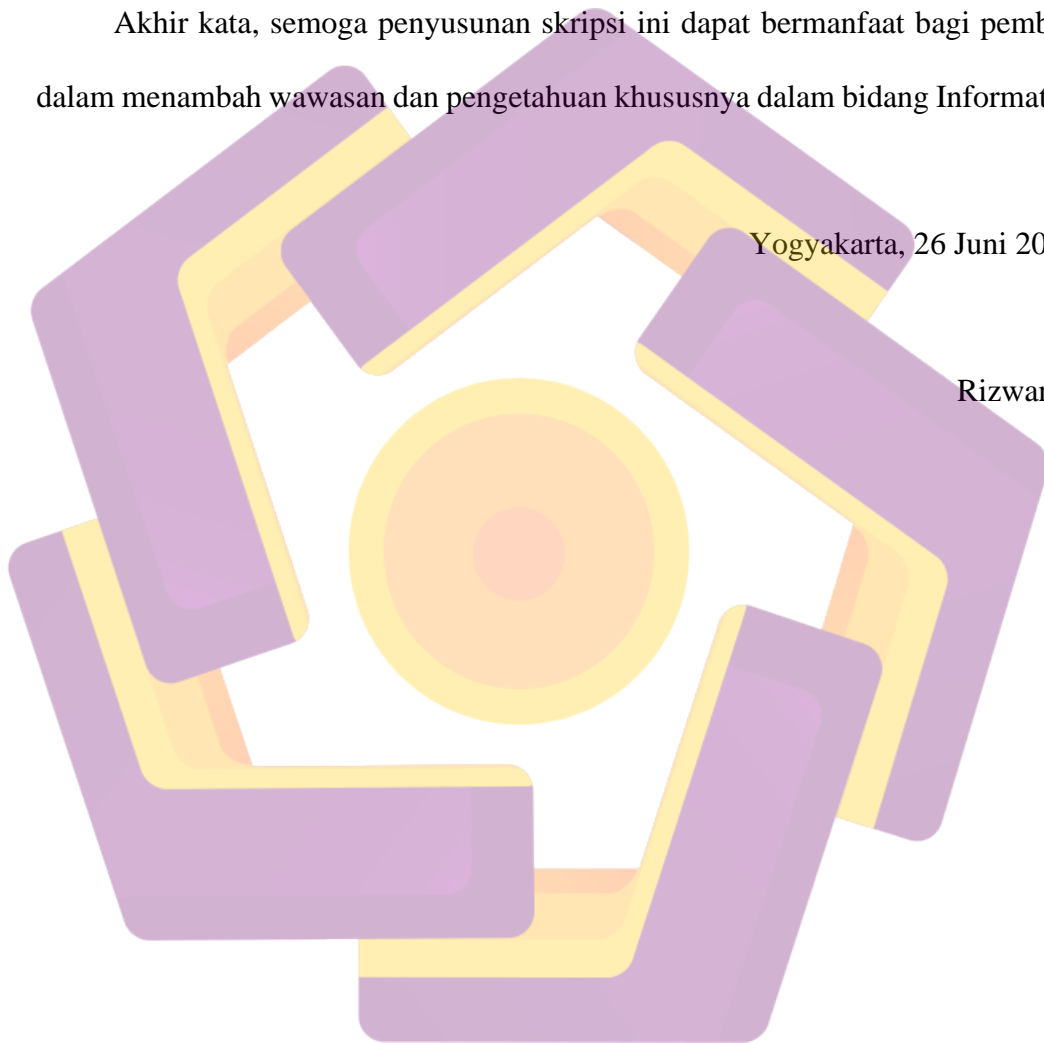 Akhir kata, semoga penyusunan skripsi ini dapat bermanfaat bagi pemb
dalam menambah wawasan dan pengetahuan khususnya dalam bidang Informat
Yogyakarta, 26 Juni 20
Rizwan